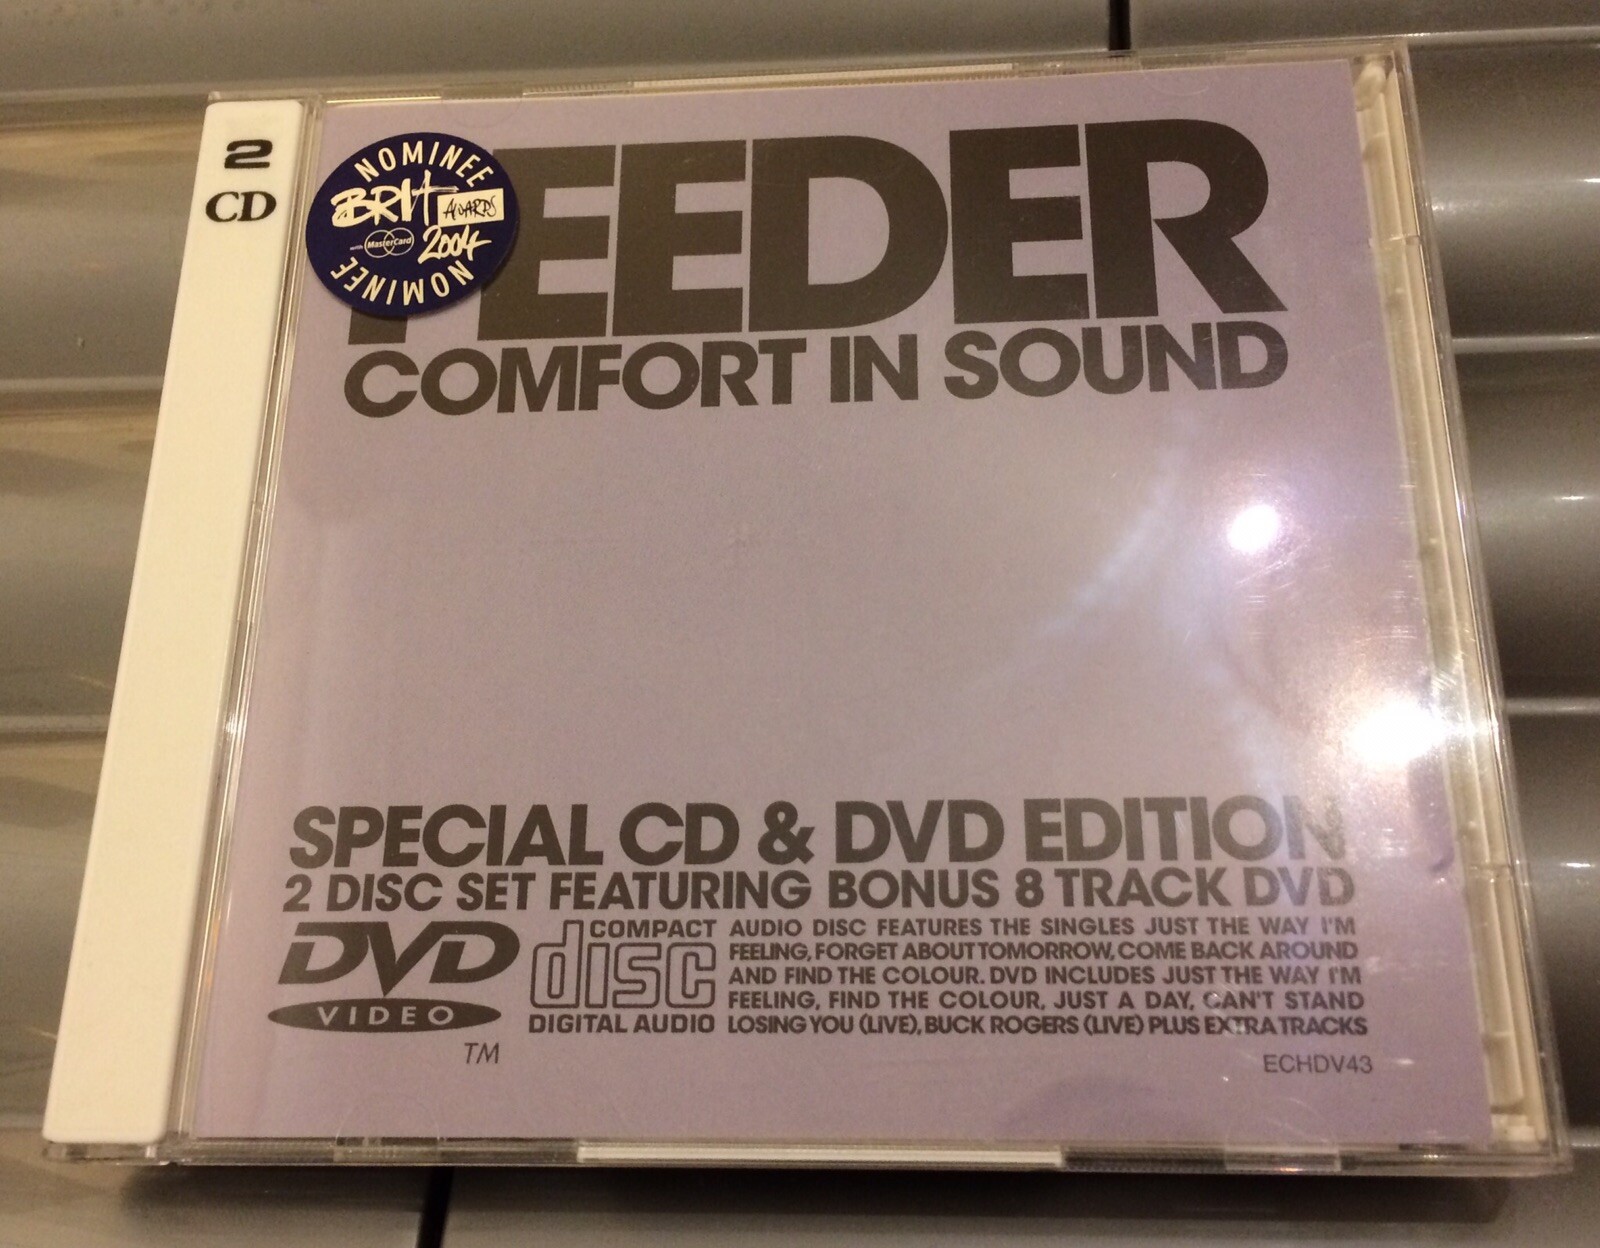 2
CD
NOMINEE
BRIT AWARDS
with MasterCard 2004
NOMINEE
FEEDER
COMFORT IN SOUND
SPECIAL CD & DVD EDITION
2 DISC SET FEATURING BONUS 8 TRACK DVD
DVD
VIDEO
TM
COMPACT
disc
DIGITAL AUDIO
AUDIO DISC FEATURES THE SINGLES JUST THE WAY I'M
FEELING, FORGET ABOUT TOMORROW, COME BACK AROUND
AND FIND THE COLOUR. DVD INCLUDES JUST THE WAY I'M
FEELING, FIND THE COLOUR, JUST A DAY, CAN'T STAND
LOSING YOU (LIVE), BUCK ROGERS (LIVE) PLUS EXTRA TRACKS
ECHDV43